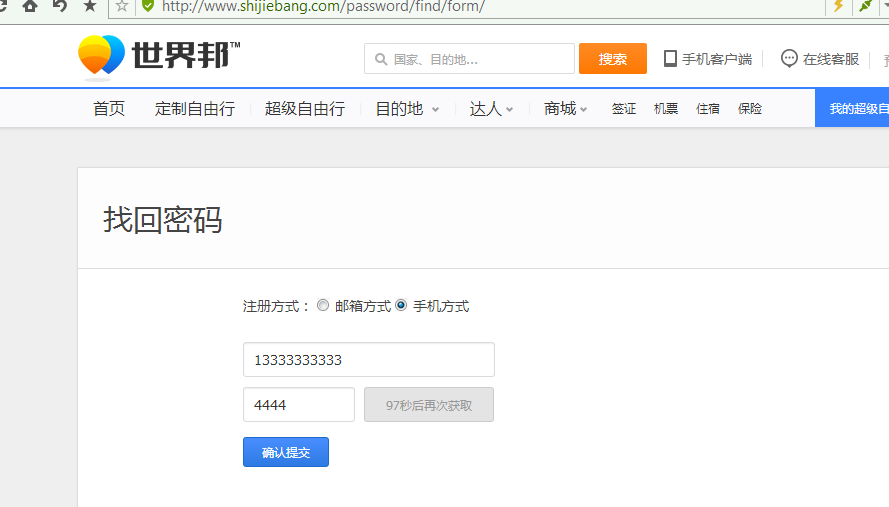 http://www.shijiebang.com/password/find/form/
世界邦™ 国家、目的地... 搜索 手机客户端 在线客服
首页 定制自由行 超级自由行 目的地 达人 商城 签证 机票 住宿 保险 我的超级自
找回密码
注册方式： 邮箱方式 手机方式
13333333333
4444 97秒后再次获取
确认提交